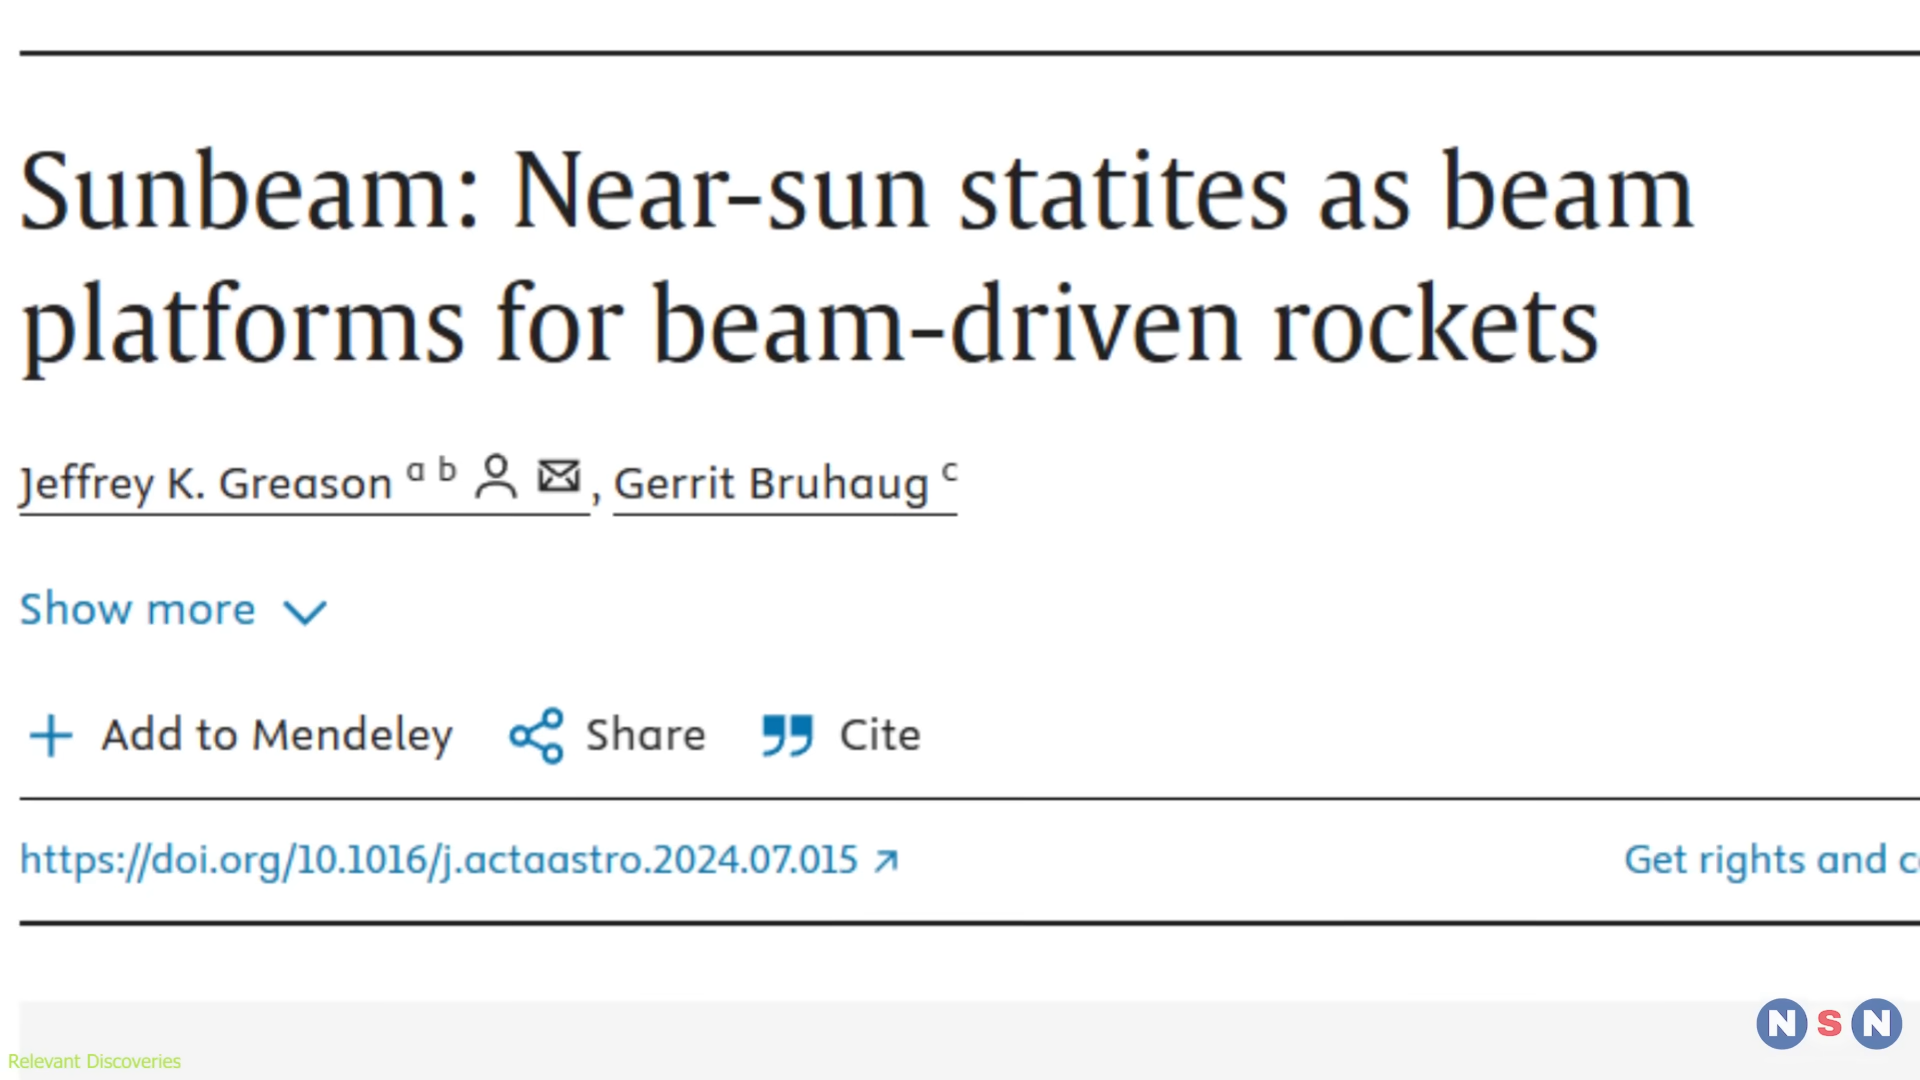 Sunbeam: Near-sun statites as beam
platforms for beam-driven rockets
Jeffrey K. Greason a b , Gerrit Bruhaug c
Show more
Add to Mendeley Share Cite
https://doi.org/10.1016/j.actaastro.2024.07.015 Get rights and
N S N
Relevant Discoveries